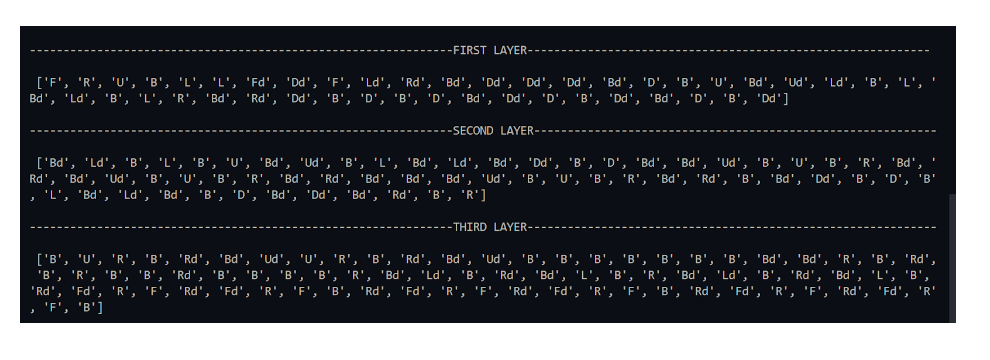 ---------------------------------------------------------------FIRST LAYER------------------------------------------------------------
['F', 'R', 'U', 'B', 'L', 'L', 'Fd', 'Dd', 'F', 'Ld', 'Rd', 'Bd', 'Dd', 'Dd', 'Dd', 'Bd', 'D', 'B', 'U', 'Bd', 'Ud', 'Ld', 'B', 'L', '
Bd', 'Ld', 'B', 'L', 'R', 'Bd', 'Rd', 'Dd', 'B', 'D', 'B', 'D', 'Bd', 'Dd', 'D', 'B', 'Dd', 'Bd', 'D', 'B', 'Dd']
---------------------------------------------------------------SECOND LAYER------------------------------------------------------------
['Bd', 'Ld', 'B', 'L', 'B', 'U', 'Bd', 'Ud', 'B', 'L', 'Bd', 'Ld', 'Bd', 'Dd', 'B', 'D', 'Bd', 'Bd', 'Ud', 'B', 'U', 'B', 'R', 'Bd', '
Rd', 'Bd', 'Ud', 'B', 'U', 'B', 'R', 'Bd', 'Rd', 'Bd', 'Bd', 'Bd', 'Ud', 'B', 'U', 'B', 'R', 'Bd', 'Rd', 'B', 'Bd', 'Dd', 'B', 'D', 'B'
, 'L', 'Bd', 'Ld', 'Bd', 'B', 'D', 'Bd', 'Dd', 'Bd', 'Rd', 'B', 'R']
---------------------------------------------------------------THIRD LAYER-------------------------------------------------------------
['B', 'U', 'R', 'B', 'Rd', 'Bd', 'Ud', 'U', 'R', 'B', 'Rd', 'Bd', 'Ud', 'B', 'B', 'B', 'B', 'B', 'B', 'B', 'Bd', 'Bd', 'R', 'B', 'Rd',
'B', 'R', 'B', 'B', 'Rd', 'B', 'B', 'B', 'B', 'R', 'Bd', 'Ld', 'B', 'Rd', 'Bd', 'L', 'B', 'R', 'Bd', 'Ld', 'B', 'Rd', 'Bd', 'L', 'B',
'Rd', 'Fd', 'R', 'F', 'Rd', 'Fd', 'R', 'F', 'B', 'Rd', 'Fd', 'R', 'F', 'Rd', 'Fd', 'R', 'F', 'B', 'Rd', 'Fd', 'R', 'F', 'Rd', 'Fd', 'R'
, 'F', 'B']